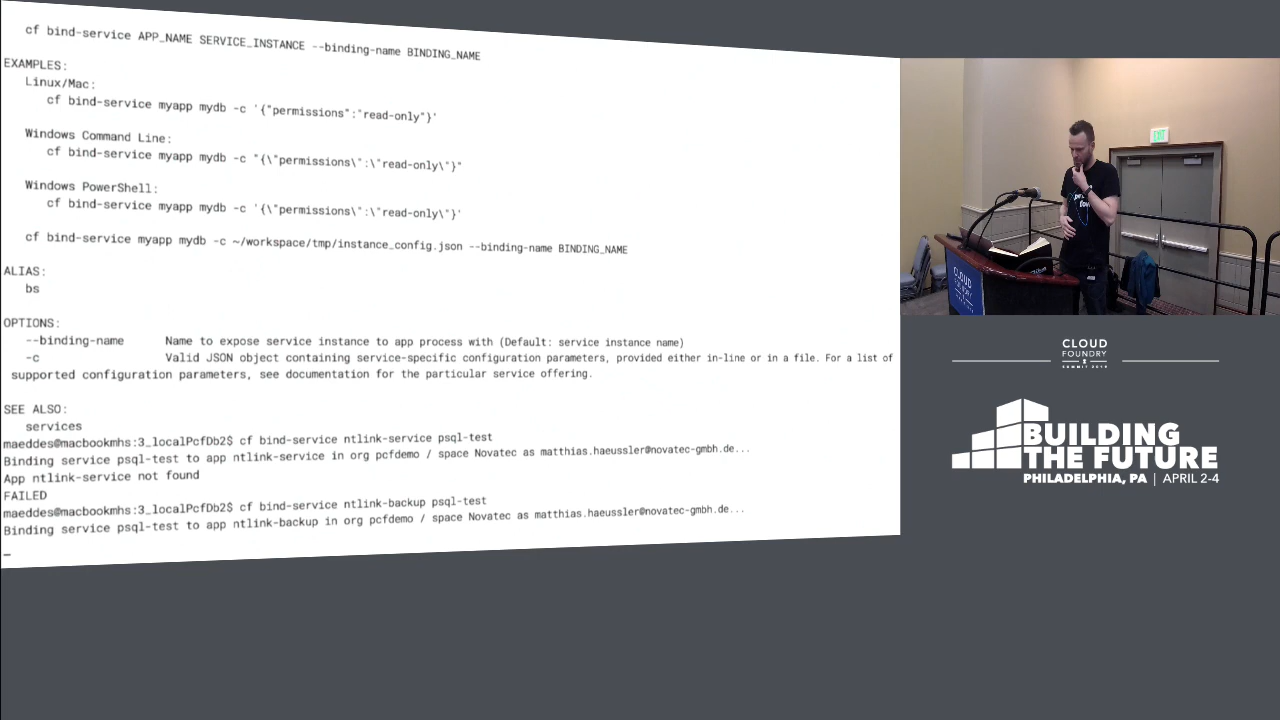 cf bind-service APP_NAME SERVICE_INSTANCE --binding-name BINDING_NAME
EXAMPLES:
Linux/Mac:
cf bind-service myapp mydb -c '{"permissions":"read-only"}'
Windows Command Line:
cf bind-service myapp mydb -c "{\"permissions\":\"read-only\"}"
Windows PowerShell:
cf bind-service myapp mydb -c '{\"permissions\":\"read-only\"}'
cf bind-service myapp mydb -c ~/workspace/tmp/instance_config.json --binding-name BINDING_NAME
ALIAS:
bs
OPTIONS:
--binding-name Name to expose service instance to app process with (Default: service instance name)
-c Valid JSON object containing service-specific configuration parameters, provided either in-line or in a file. For a list of
supported configuration parameters, see documentation for the particular service offering.
SEE ALSO:
services
maeddes@macbookmhs:3_localPcfDb2$ cf bind-service ntlink-service psql-test
Binding service psql-test to app ntlink-service in org pcfdemo / space Novatec as matthias.haeussler@novatec-gmbh.de...
App ntlink-service not found
FAILED
maeddes@macbookmhs:3_localPcfDb2$ cf bind-service ntlink-backup psql-test
Binding service psql-test to app ntlink-backup in org pcfdemo / space Novatec as matthias.haeussler@novatec-gmbh.de...
EXIT
CLOUD
FOUNDRY
CLOUD
FOUNDRY
SUMMIT 2019
BUILDING
THE FUTURE
PHILADELPHIA, PA | APRIL 2-4